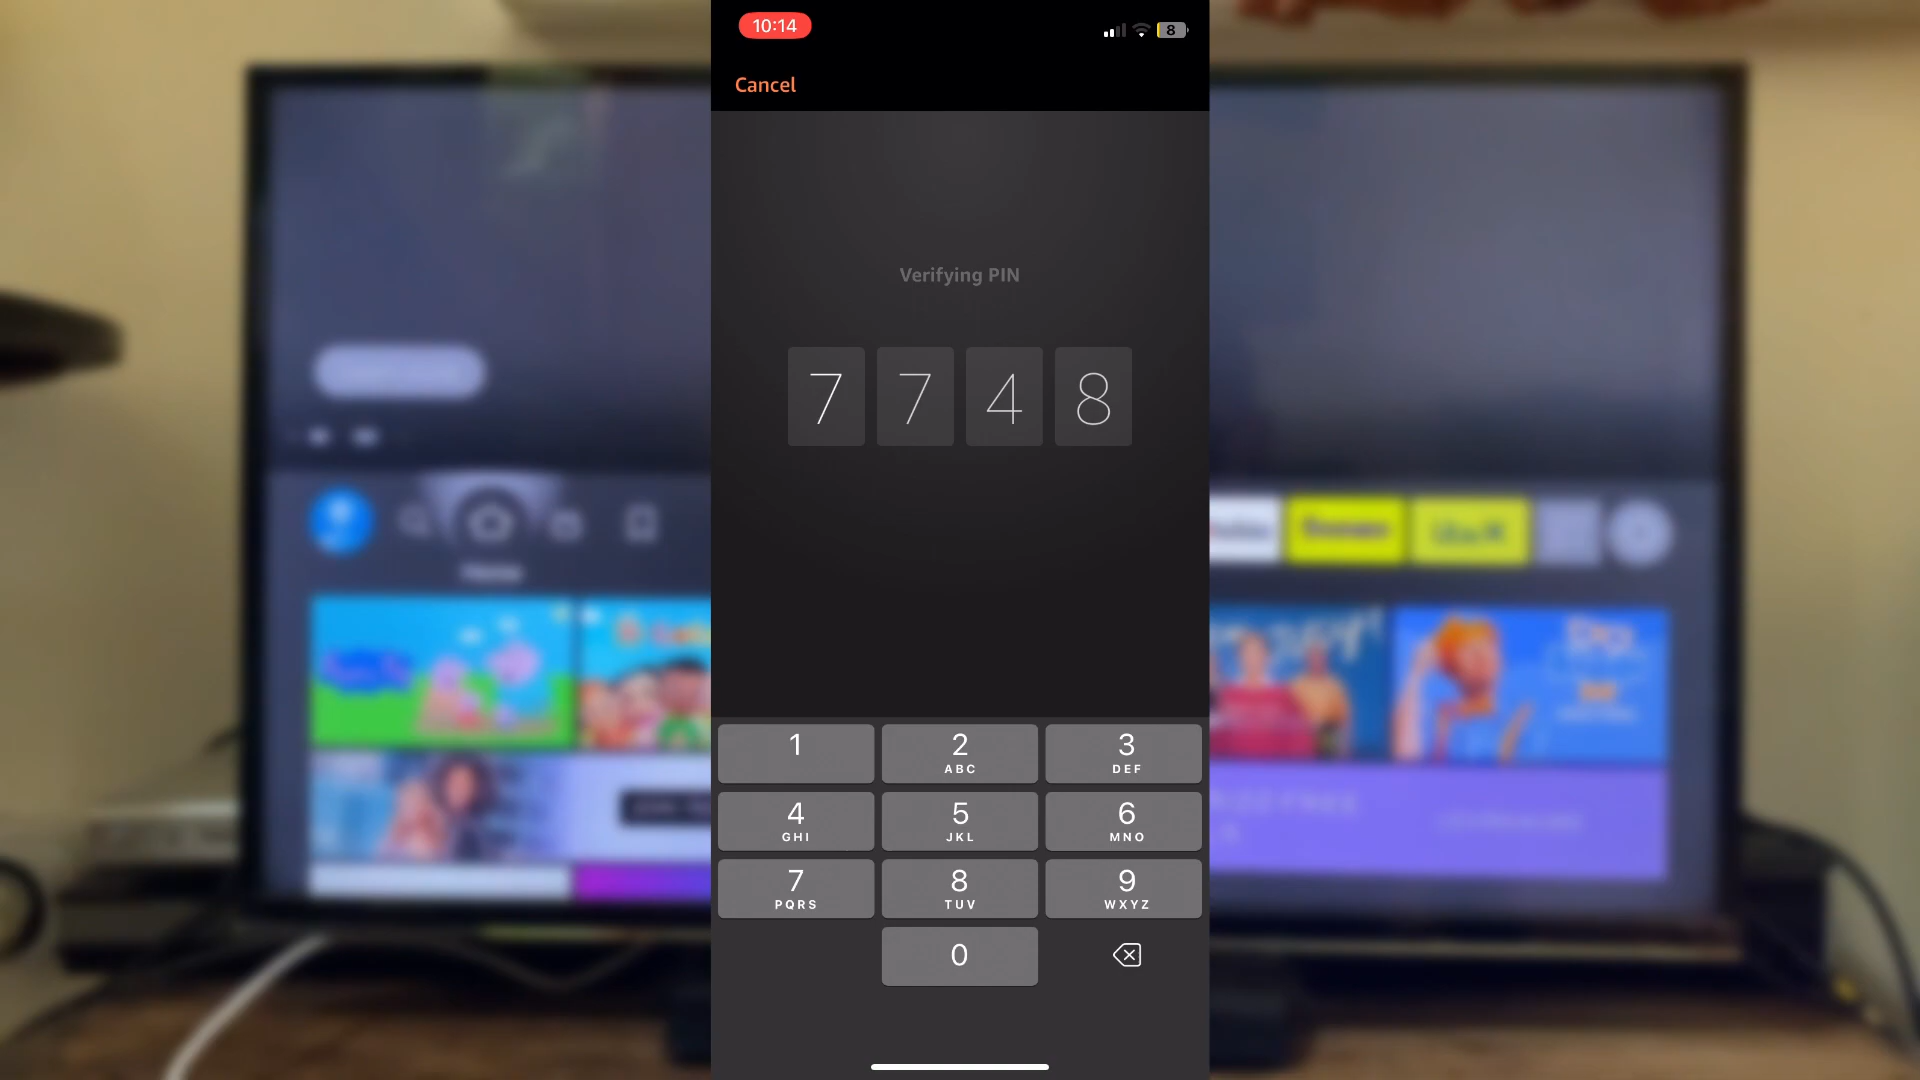 10:14
8
Cancel
Verifying PIN
7 7 4 8
1
2
ABC
3
DEF
4
GHI
5
JKL
6
MNO
7
PQRS
8
TUV
9
WXYZ
0
Home